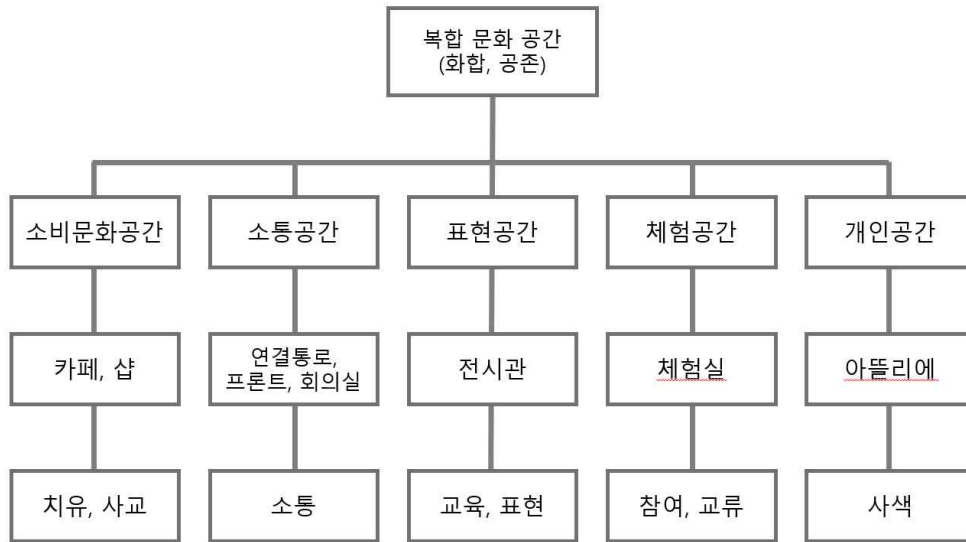 복합 문화 공간
(화합, 공존)
소비문화공간
소통공간
표현공간
체험공간
개인공간
카페, 샵
연결통로,
프론트, 회의실
전시관
체험실
아뜰리에
치유, 사교
소통
교육, 표현
참여, 교류
사색